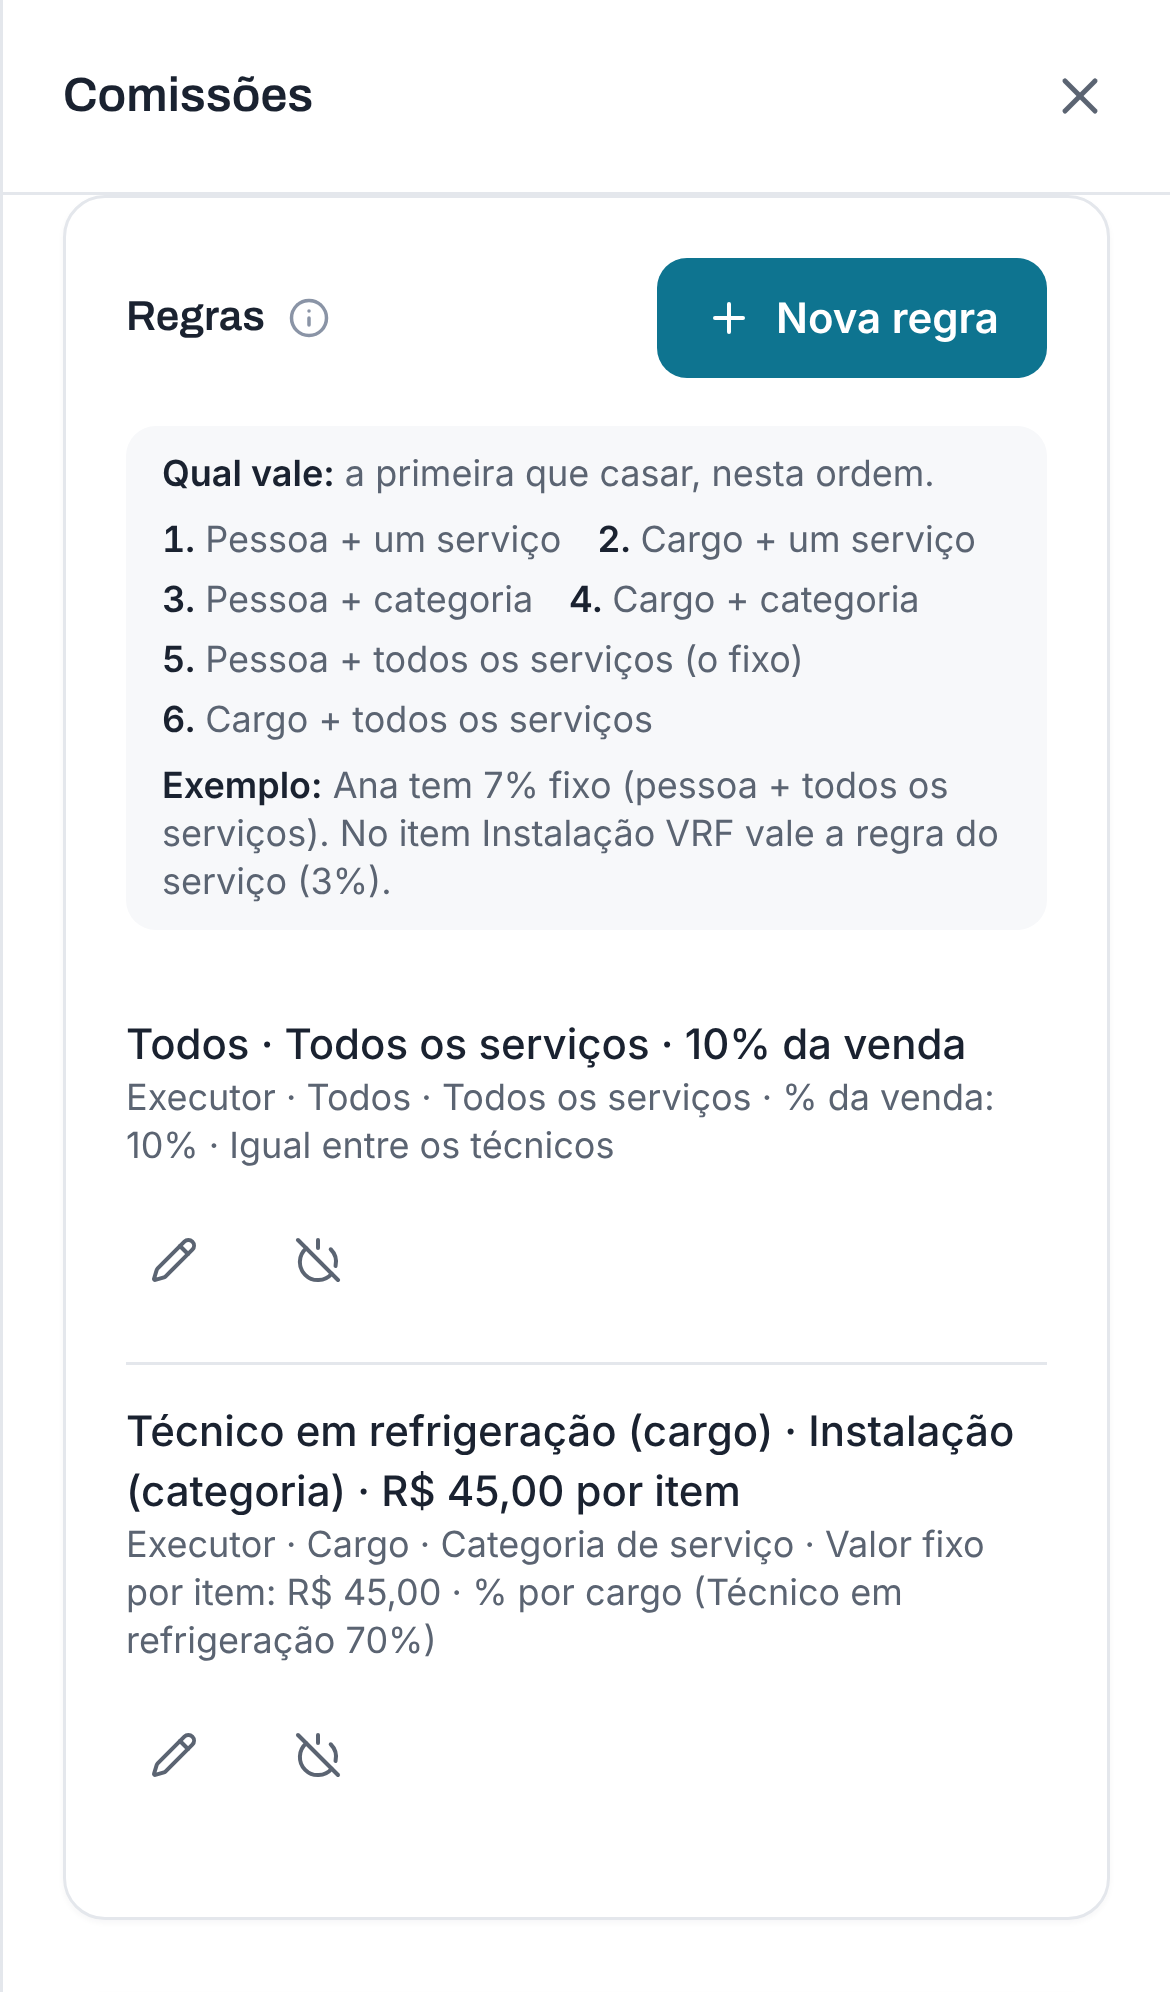 Comissões
Regras
Nova regra
Qual vale: a primeira que casar, nesta ordem.
1. Pessoa + um serviço 2. Cargo + um serviço
3. Pessoa + categoria 4. Cargo + categoria
5. Pessoa + todos os serviços (o fixo)
6. Cargo + todos os serviços
Exemplo: Ana tem 7% fixo (pessoa + todos os
serviços). No item Instalação VRF vale a regra do
serviço (3%).
Todos · Todos os serviços · 10% da venda
Executor · Todos · Todos os serviços · % da venda:
10% · Igual entre os técnicos
Técnico em refrigeração (cargo) · Instalação
(categoria) · R$ 45,00 por item
Executor · Cargo · Categoria de serviço · Valor fixo
por item: R$ 45,00 · % por cargo (Técnico em
refrigeração 70%)